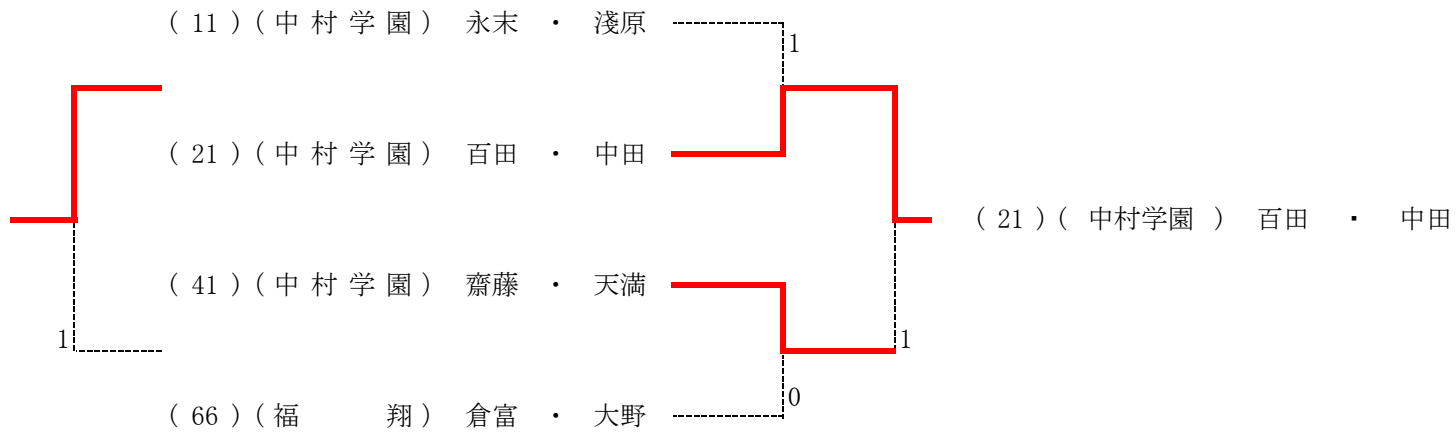 ( 11 ) ( 中 村 学 園 ) 永末 ・ 淺原
1
( 21 ) ( 中 村 学 園 ) 百田 ・ 中田
( 21 ) ( 中村学園 ) 百田 ・ 中田
( 41 ) ( 中 村 学 園 ) 齋藤 ・ 天満
1
1
0
( 66 ) ( 福 翔 ) 倉富 ・ 大野